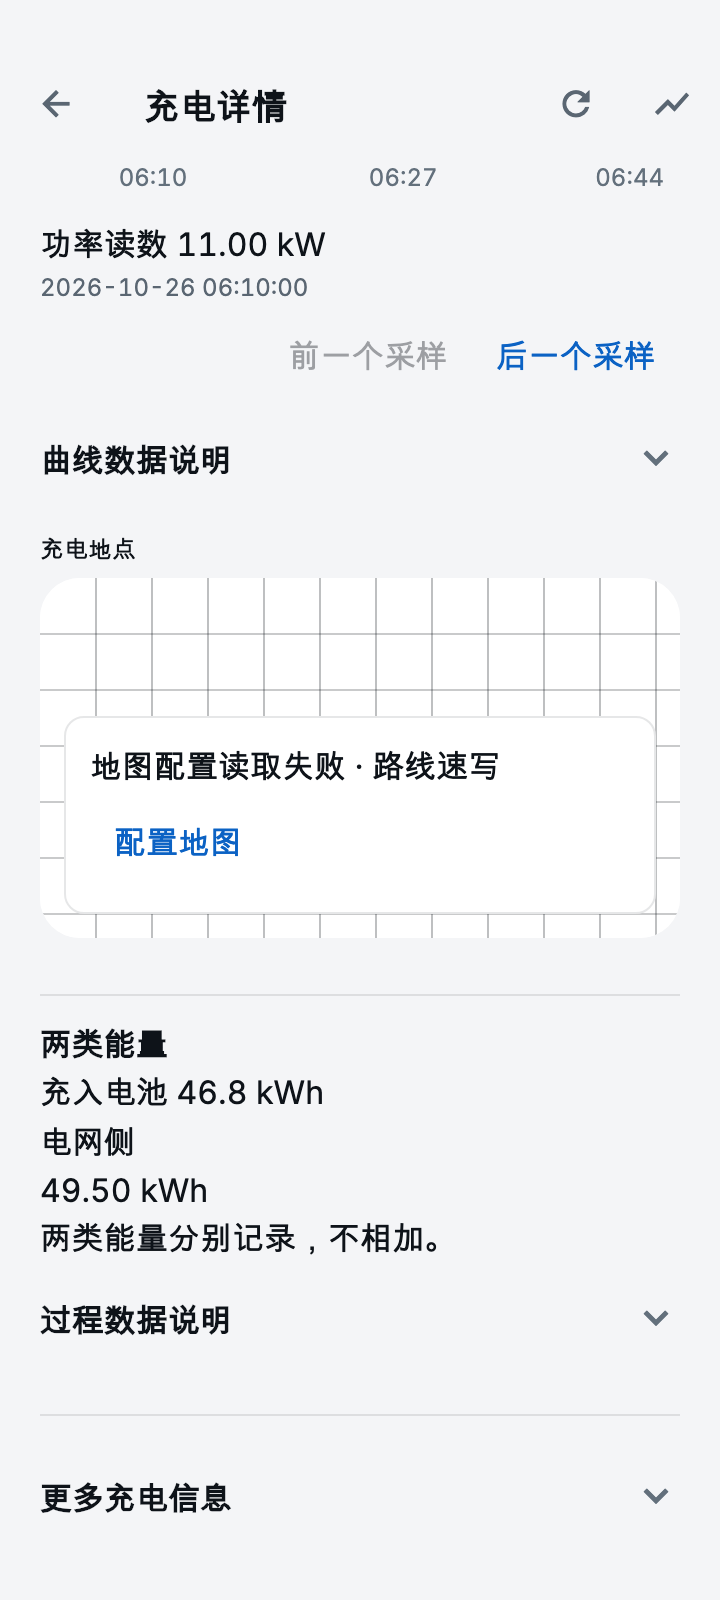 充电详情
06:10 06:27 06:44
功率读数 11.00 kW
2026-10-26 06:10:00
前一个采样 后一个采样
曲线数据说明
充电地点
地图配置读取失败 · 路线速写
配置地图
两类能量
充入电池 46.8 kWh
电网侧
49.50 kWh
两类能量分别记录，不相加。
过程数据说明
更多充电信息